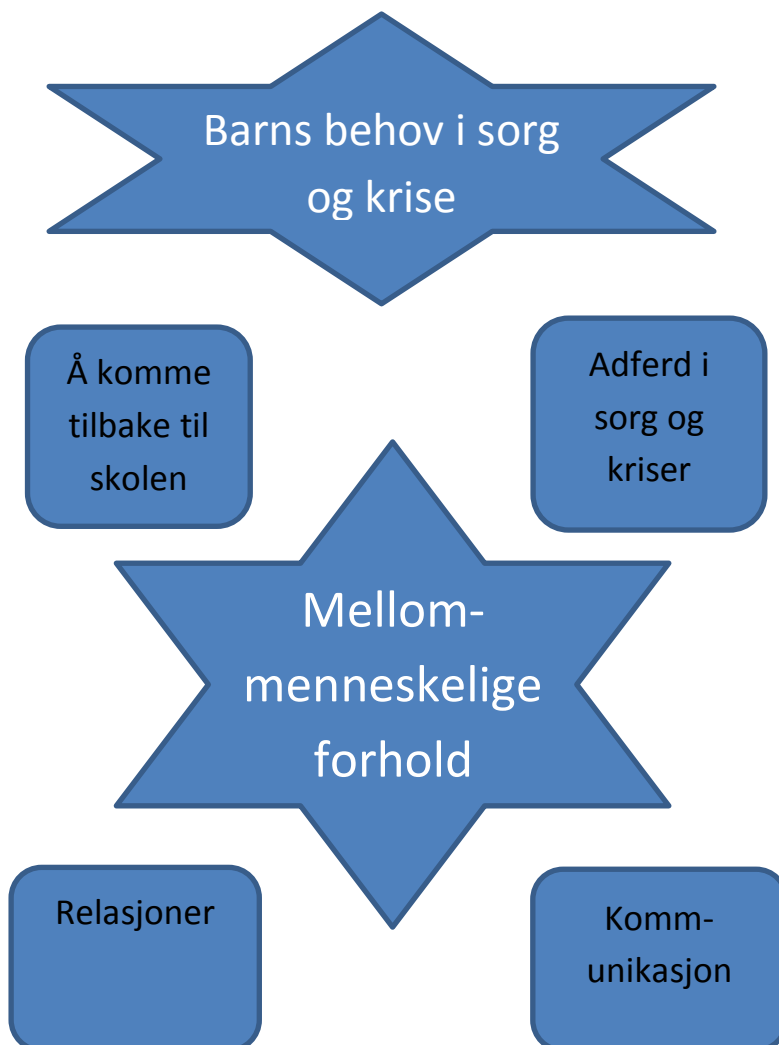 Barns behov i sorg
og krise
Å komme
tilbake til
skolen
Adferd i
sorg og
kriser
Mellom-
menneskelige
forhold
Relasjoner
Komm-
unikasjon